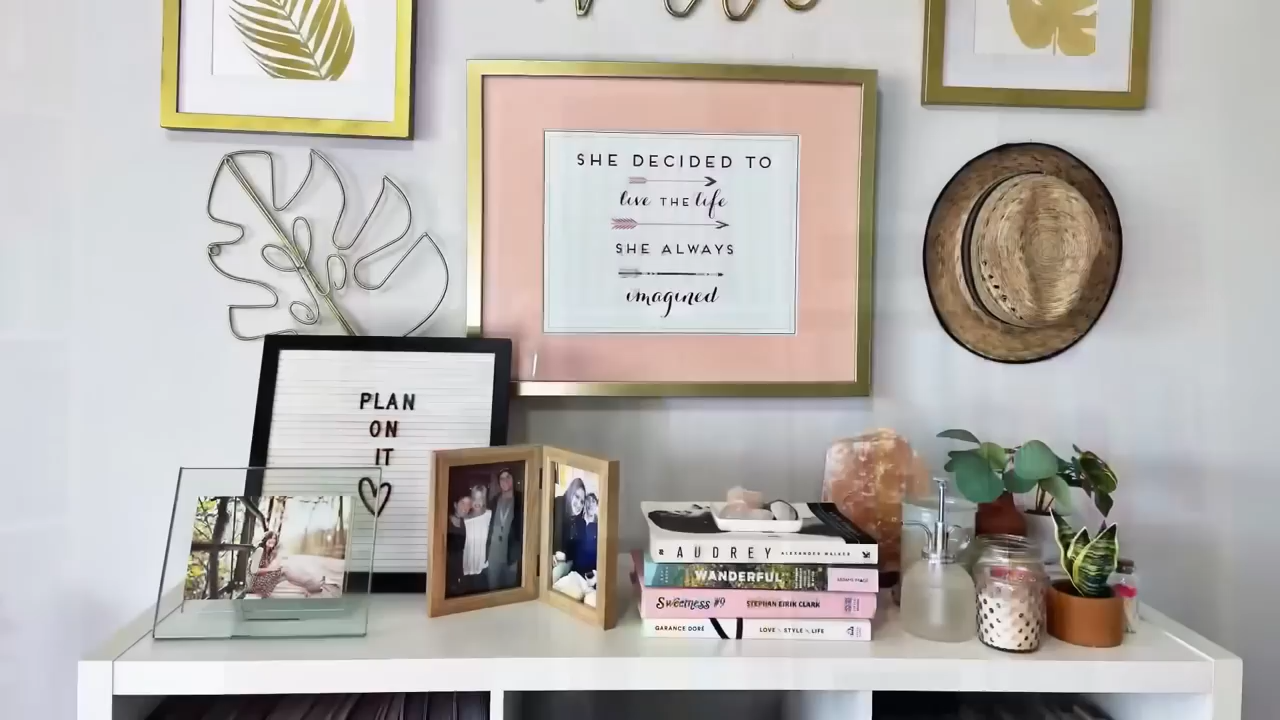 SHE DECIDED TO
live THE life
SHE ALWAYS
imagined
PLAN
ON
IT
& AUDREY ALEXANDER WALKER
WANDERFUL
Sweetness #9 STEPHAN EIRIK CLARK
GARANCE DORÉ LOVE × STYLE × LIFE